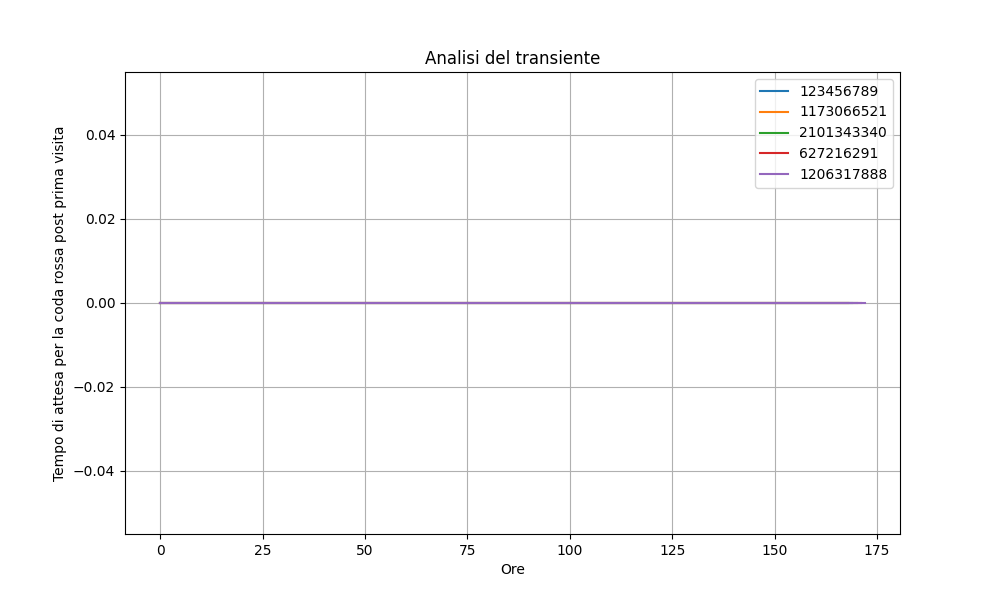 Analisi del transiente
123456789
1173066521
2101343340
627216291
1206317888
Tempo di attesa per la coda rossa post prima visita
0.04
0.02
0.00
−0.02
−0.04
0 25 50 75 100 125 150 175
Ore